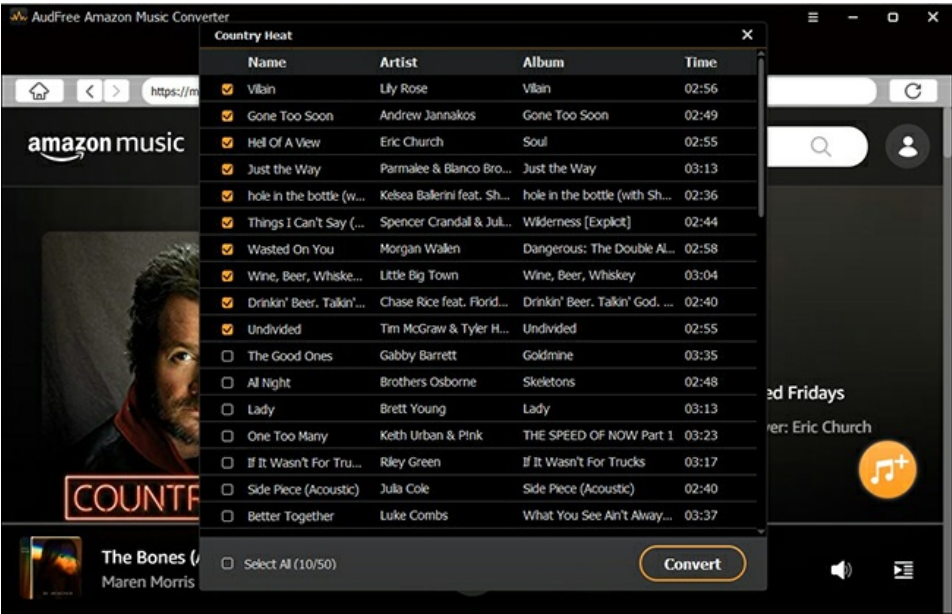 AudFree Amazon Music Converter
Country Heat
Name Artist Album Time
Villain Lily Rose Villain 02:56
Gone Too Soon Andrew Jannakos Gone Too Soon 02:49
Hell Of A View Eric Church Soul 02:55
Just the Way Parmalee & Blanco Bro... Just the Way 03:13
hole in the bottle (w... Kelsea Ballerini feat. Sh... hole in the bottle (with Sh... 02:36
Things I Can't Say (... Spencer Crandall & Juli... Wilderness [Explicit] 02:44
Wasted On You Morgan Wallen Dangerous: The Double Al... 02:58
Wine, Beer, Whiske... Little Big Town Wine, Beer, Whiskey 03:04
Drinkin' Beer. Talkin'... Chase Rice feat. Florid... Drinkin' Beer. Talkin' God. ... 02:40
Undivided Tim McGraw & Tyler H... Undivided 02:55
The Good Ones Gabby Barrett Goldmine 03:35
All Night Brothers Osborne Skeletons 02:48
Lady Brett Young Lady 03:13
One Too Many Keith Urban & P!nk THE SPEED OF NOW Part 1 03:23
If It Wasn't For Tru... Riley Green If It Wasn't For Trucks 03:17
Side Piece (Acoustic) Julia Cole Side Piece (Acoustic) 02:40
Better Together Luke Combs What You See Ain't Alway... 03:37
Select All (10/50) Convert
https://m
amazon music
COUNTR
ed Fridays
ver: Eric Church
The Bones (A
Maren Morris